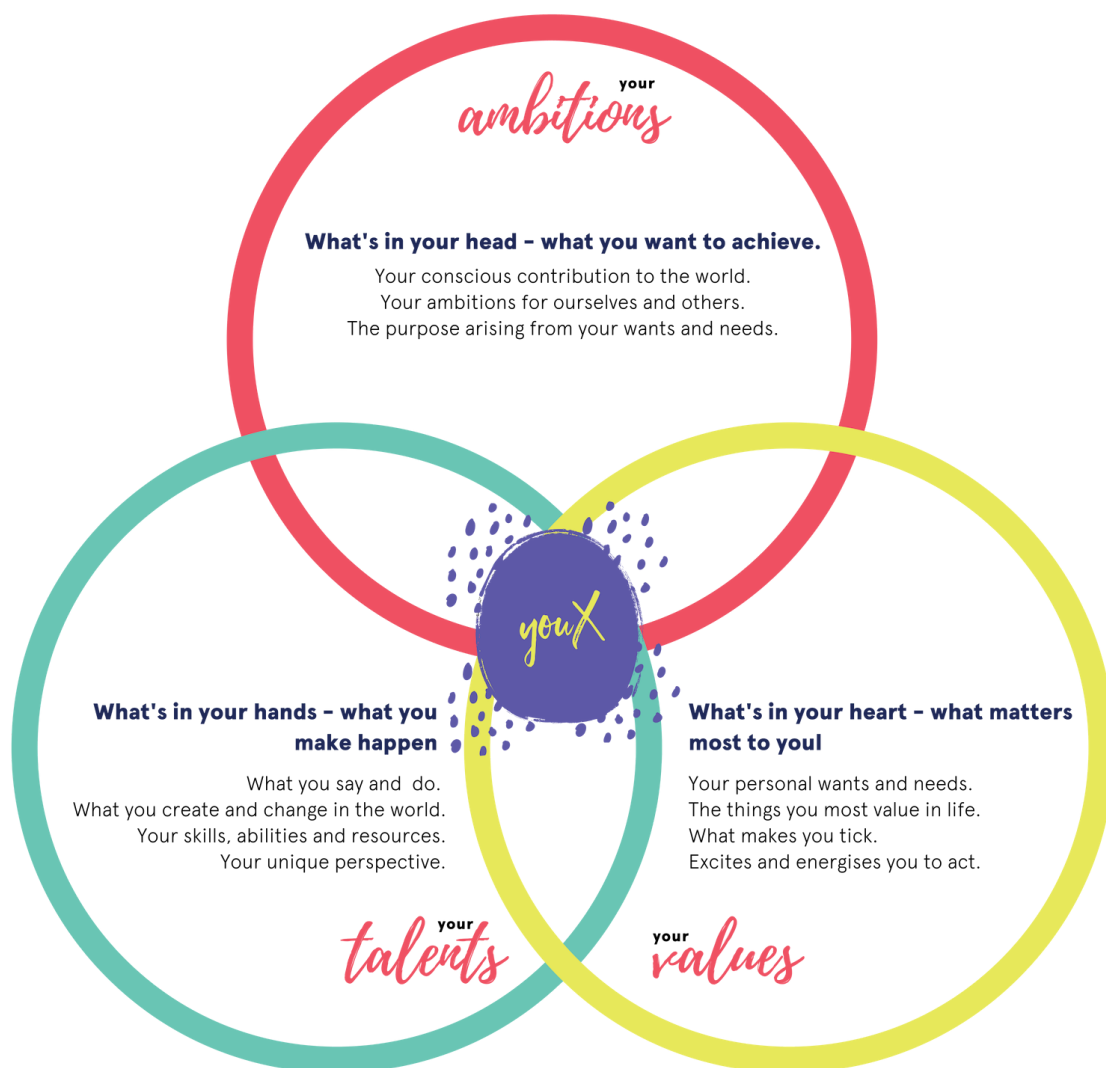 your
ambitions
What's in your head - what you want to achieve.
Your conscious contribution to the world.
Your ambitions for ourselves and others.
The purpose arising from your wants and needs.
youX
What's in your hands - what you
make happen
What you say and  do.
What you create and change in the world.
Your skills, abilities and resources.
Your unique perspective.
your
talents
What's in your heart - what matters
most to youl
Your personal wants and needs.
The things you most value in life.
What makes you tick.
Excites and energises you to act.
your
values